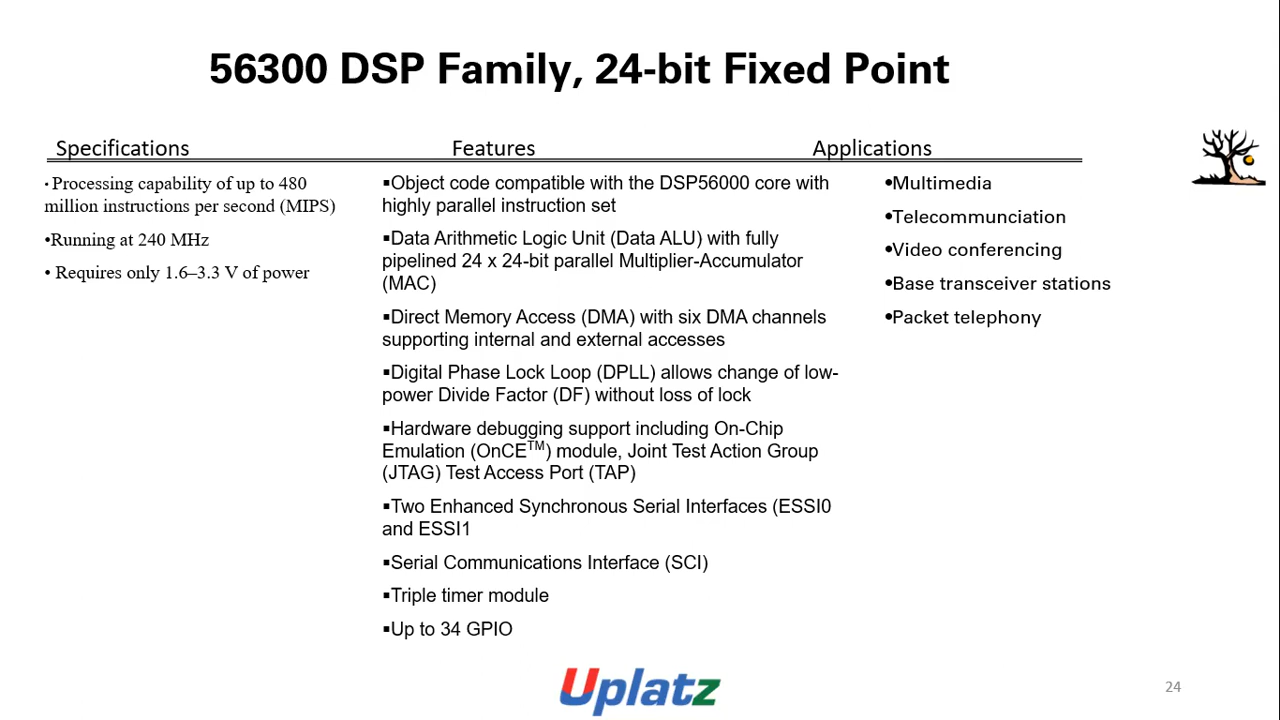 56300 DSP Family, 24-bit Fixed Point
Specifications
• Processing capability of up to 480
million instructions per second (MIPS)
•Running at 240 MHz
• Requires only 1.6–3.3 V of power
Features
▪Object code compatible with the DSP56000 core with
highly parallel instruction set
▪Data Arithmetic Logic Unit (Data ALU) with fully
pipelined 24 x 24-bit parallel Multiplier-Accumulator
(MAC)
▪Direct Memory Access (DMA) with six DMA channels
supporting internal and external accesses
▪Digital Phase Lock Loop (DPLL) allows change of low-
power Divide Factor (DF) without loss of lock
▪Hardware debugging support including On-Chip
Emulation (OnCE™) module, Joint Test Action Group
(JTAG) Test Access Port (TAP)
▪Two Enhanced Synchronous Serial Interfaces (ESSI0
and ESSI1
▪Serial Communications Interface (SCI)
▪Triple timer module
▪Up to 34 GPIO
Applications
•Multimedia
•Telecommunciation
•Video conferencing
•Base transceiver stations
•Packet telephony
Uplatz
24